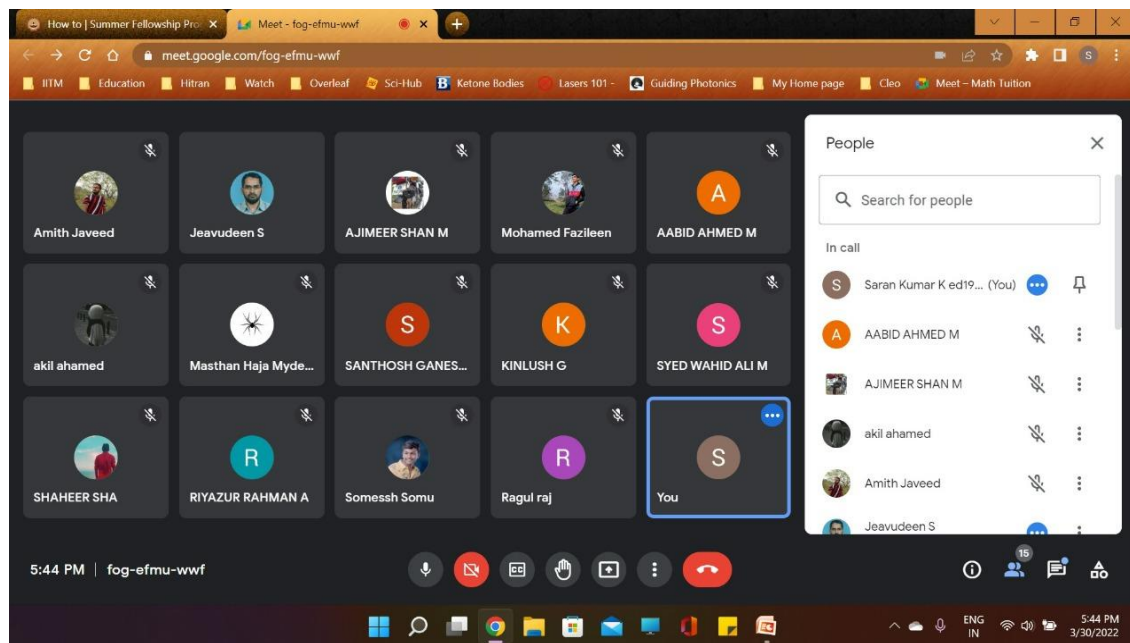 How to | Summer Fellowship Pro
Meet - fog-efmu-wwf
meet.google.com/fog-efmu-wwf
S
IITM Education Hitran Watch Overleaf Sci-Hub B Ketone Bodies Lasers 101 - Guiding Photonics My Home page Cleo Meet – Math Tuition
Amith Javeed
Jeavudeen S
AJIMEER SHAN M
Mohamed Fazileen
A
AABID AHMED M
akil ahamed
Masthan Haja Myde...
S
SANTHOSH GANES...
K
KINLUSH G
S
SYED WAHID ALI M
SHAHEER SHA
R
RIYAZUR RAHMAN A
Somessh Somu
R
Ragul raj
S
You
People
Search for people
In call
S Saran Kumar K ed19... (You)
A AABID AHMED M
AJIMEER SHAN M
akil ahamed
Amith Javeed
Jeavudeen S
5:44 PM | fog-efmu-wwf
CC
15
ENG
IN
5:44 PM
3/30/2022